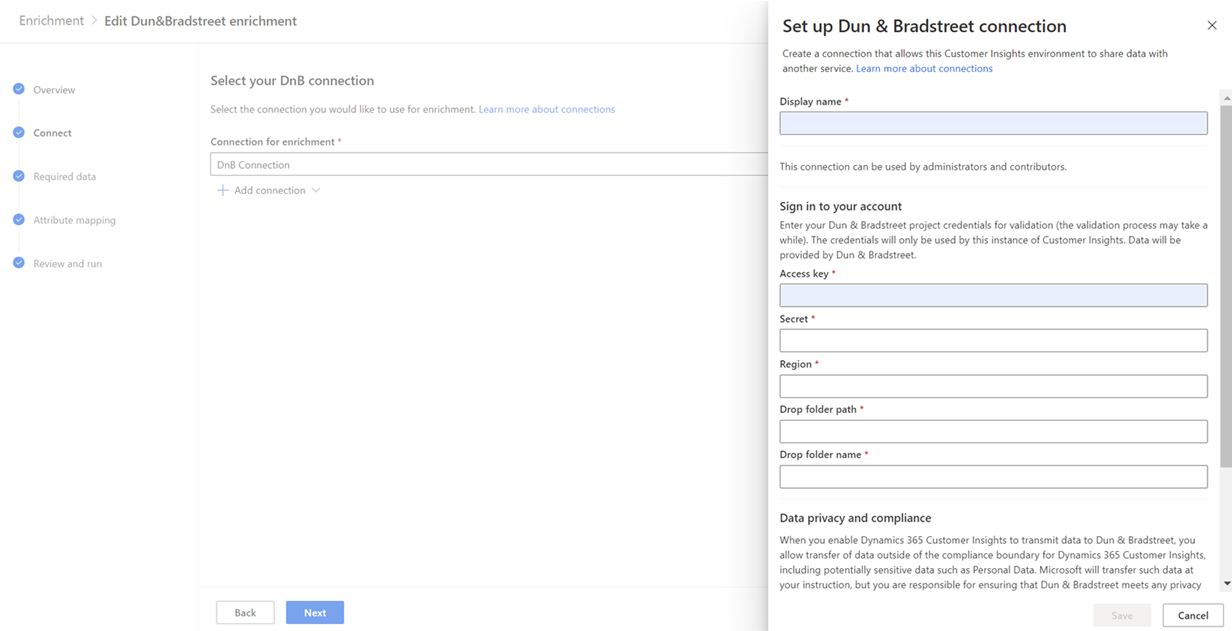 Enrichment > Edit Dun&Bradstreet enrichment
Overview
Connect
Required data
Attribute mapping
Review and run
Select your DnB connection
Select the connection you would like to use for enrichment. Learn more about connections
Connection for enrichment *
DnB Connection
+ Add connection
Back
Next
Set up Dun & Bradstreet connection
Create a connection that allows this Customer Insights environment to share data with
another service. Learn more about connections
Display name *
This connection can be used by administrators and contributors.
Sign in to your account
Enter your Dun & Bradstreet project credentials for validation (the validation process may take a
while). The credentials will only be used by this instance of Customer Insights. Data will be
provided by Dun & Bradstreet.
Access key *
Secret *
Region *
Drop folder path *
Drop folder name *
Data privacy and compliance
When you enable Dynamics 365 Customer Insights to transmit data to Dun & Bradstreet, you
allow transfer of data outside of the compliance boundary for Dynamics 365 Customer Insights,
including potentially sensitive data such as Personal Data. Microsoft will transfer such data at
your instruction, but you are responsible for ensuring that Dun & Bradstreet meets any privacy
Save
Cancel